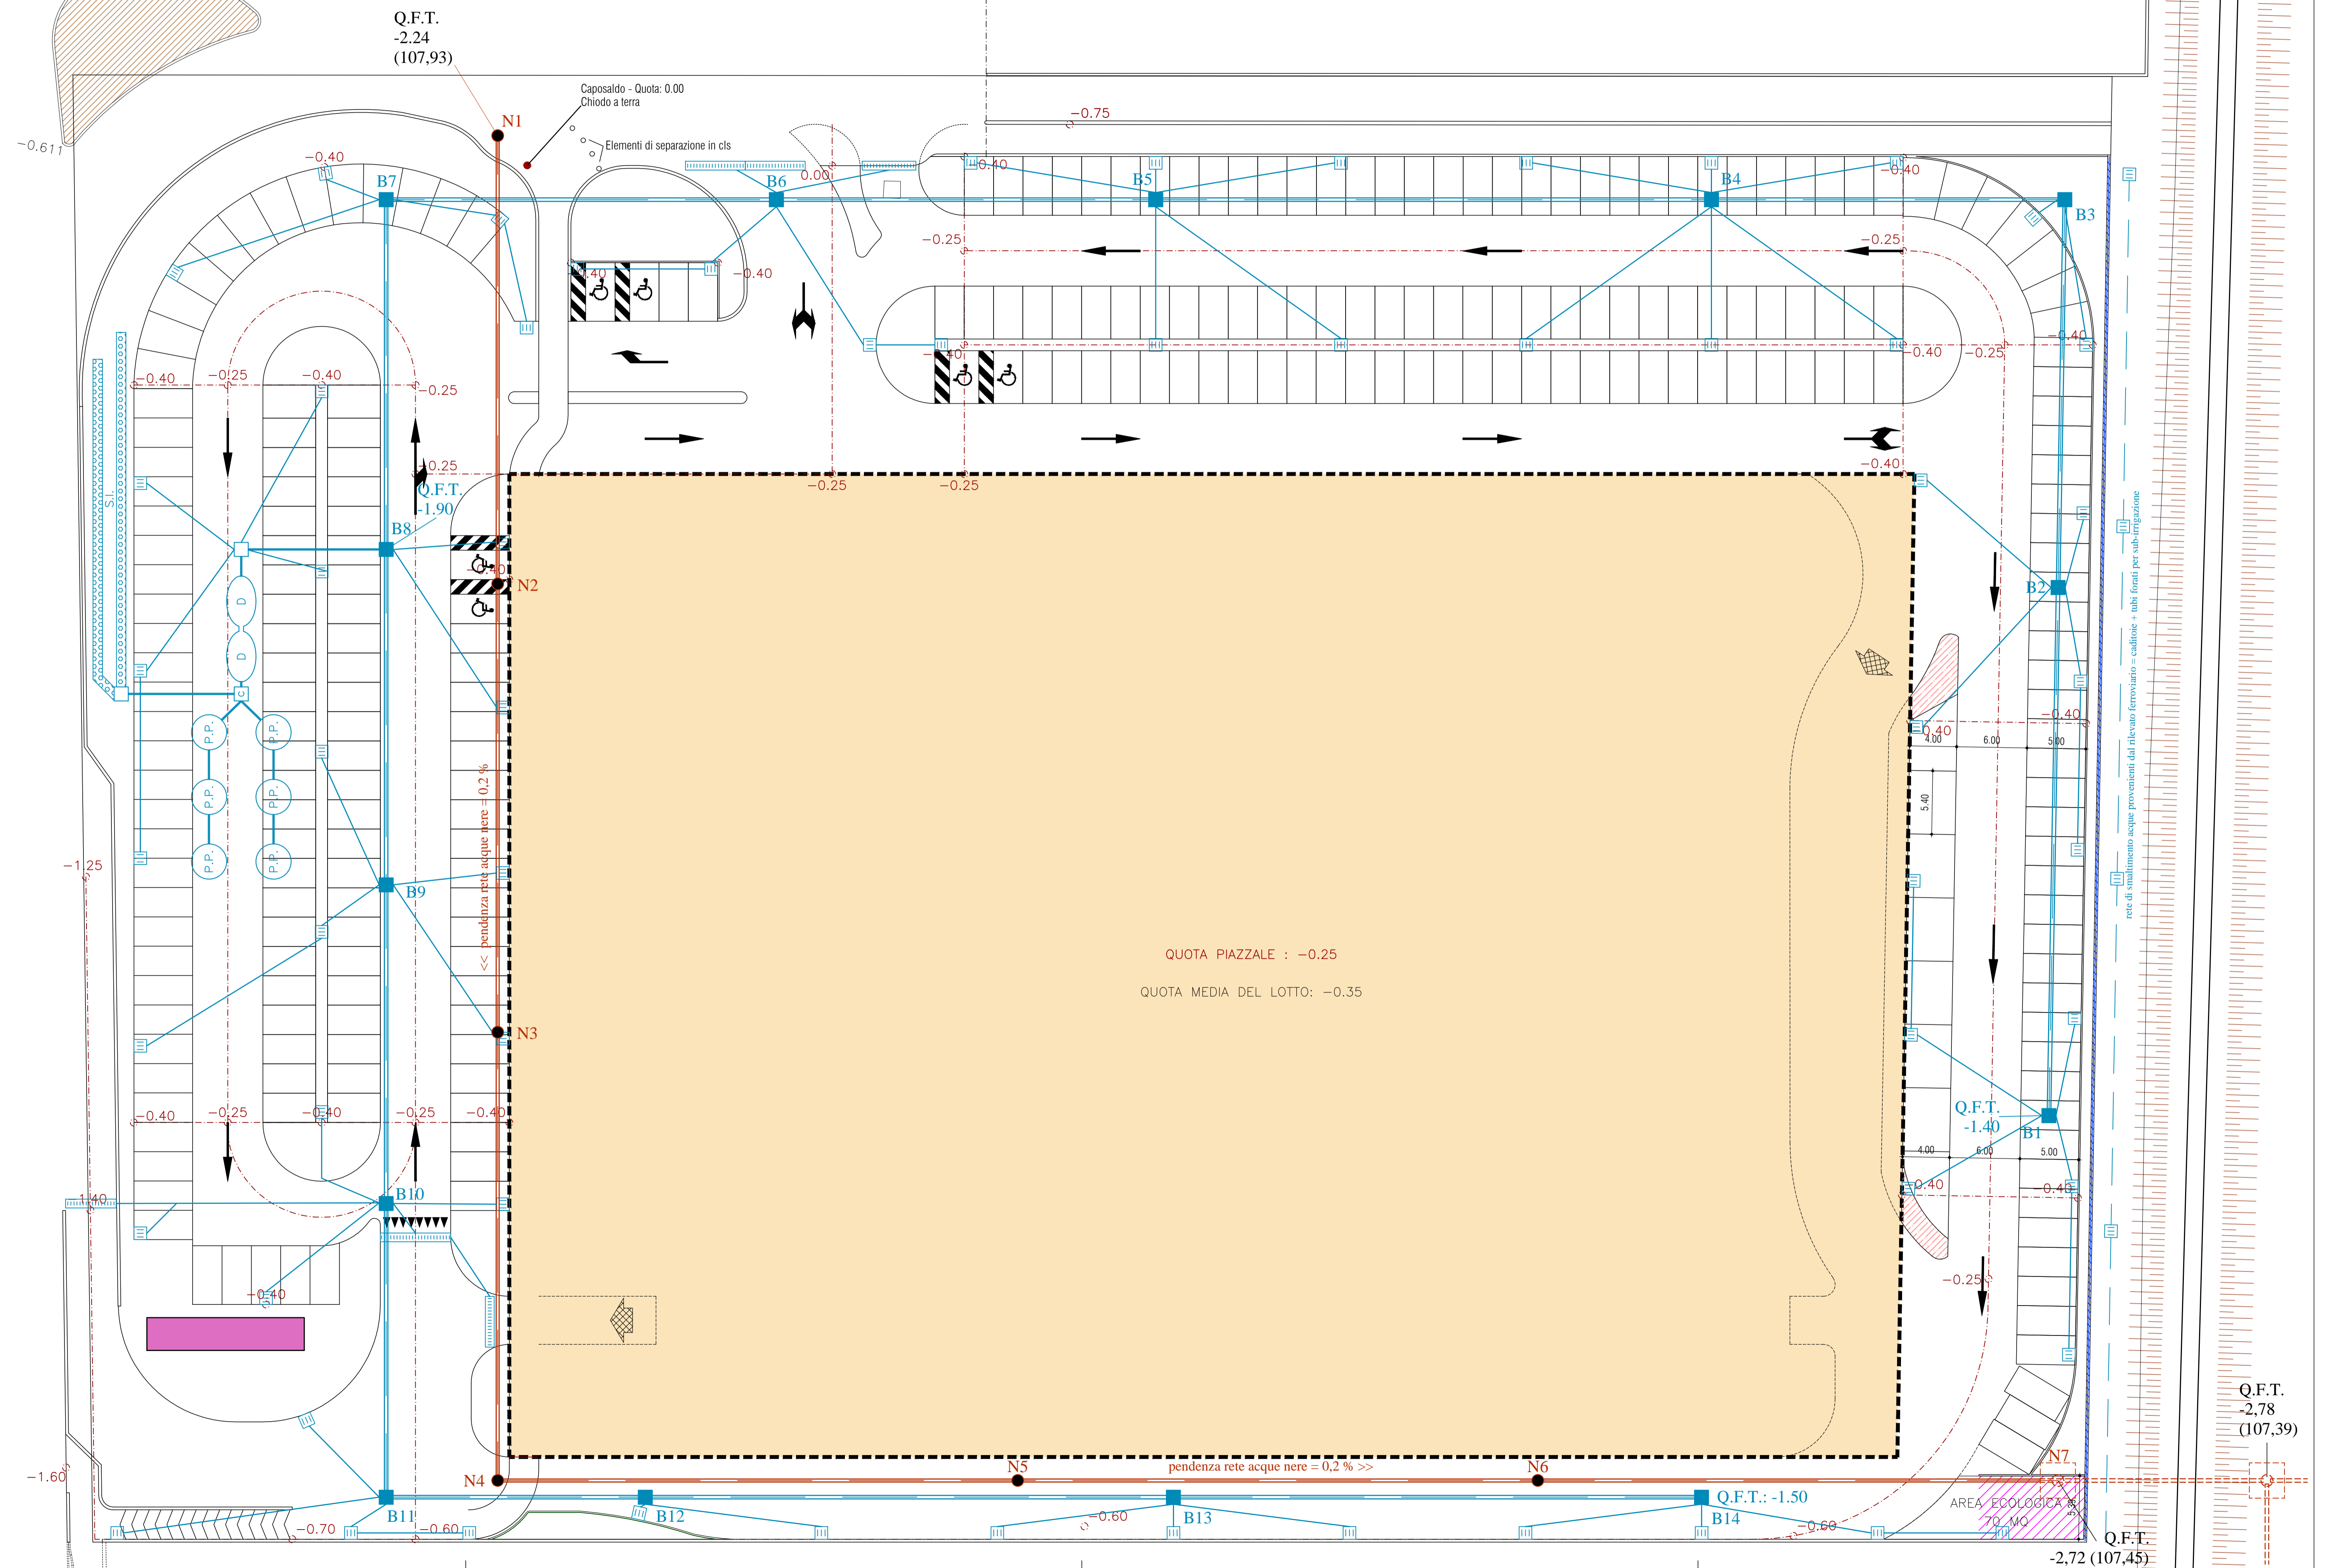 Q.F.T.
-2.24
(107,93)
N1
Caposaldo - Quota: 0.00
Chiodo a terra
Elementi di separazione in cls
-0.75
-0.611
-0.40
B7
B6
0.00
B5
-0.40
B4
-0.40
B3
-0.25
-0.25
-0.40
-0.40
-0.40
-0.25
-0.40
-0.25
-0.40
-0.40
-0.25
-0.40
-0.25
-0.40
-0.25
-0.25
-0.40
S.I.
Q.F.T.
-1.90
B8
-0.40
N2
D
D
C
B2
P.P.
P.P.
P.P.
P.P.
P.P.
P.P.
rete di smaltimento acque provenienti dal rilevato ferroviario = caditoie + tubi forati per sub-irrigazione
-0.40
-0.40
4.00
6.00
5.00
5.40
<< pendenza rete acque nere = 0,2 %
-1.25
B9
QUOTA PIAZZALE : -0.25
QUOTA MEDIA DEL LOTTO: -0.35
N3
-0.40
-0.25
-0.40
-0.25
-0.40
Q.F.T.
-1.40
B1
4.00
6.00
5.00
-1.40
B10
-0.40
-0.40
-0.25
-0.40
Q.F.T.
-2,78
(107,39)
-1.60
N4
N5
pendenza rete acque nere = 0,2 % >>
N6
N7
B11
B12
B13
Q.F.T.: -1.50
B14
AREA ECOLOGICA
70 MQ
-0.70
-0.60
-0.60
-0.60
Q.F.T.
-2,72 (107,45)